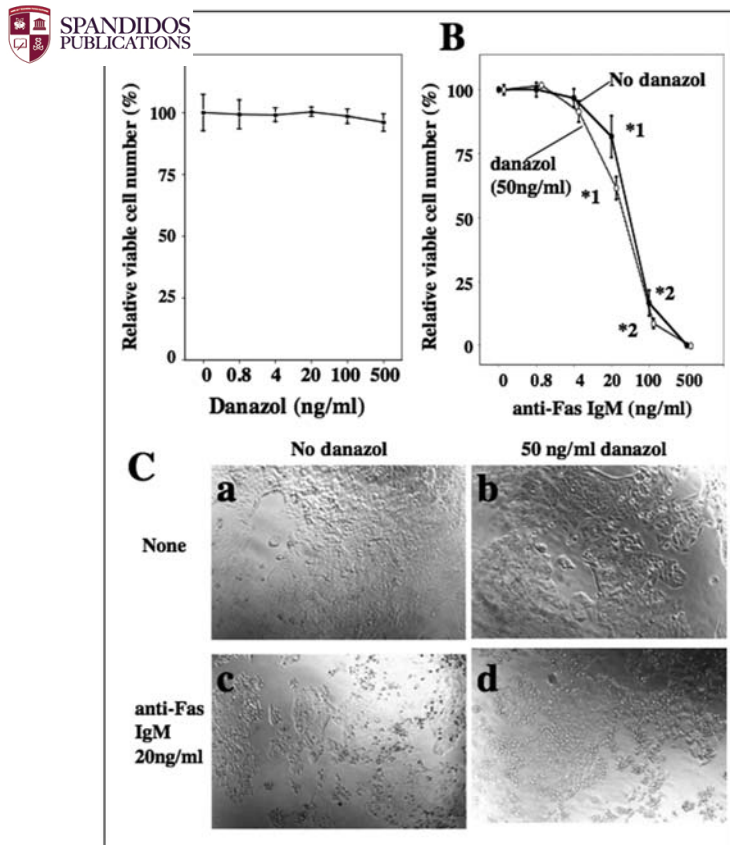 SPANDIDOS
PUBLICATIONS
B
Relative viable cell number (%)
100
75
50
25
0
0 0.8 4 20 100 500
Danazol (ng/ml)
Relative viable cell number (%)
100
75
50
25
0
No danazol
*1
danazol
(50ng/ml)
*1
*2
*2
0 0.8 4 20 100 500
anti-Fas IgM (ng/ml)
C
No danazol
50 ng/ml danazol
None
a
b
anti-Fas
IgM
20ng/ml
c
d